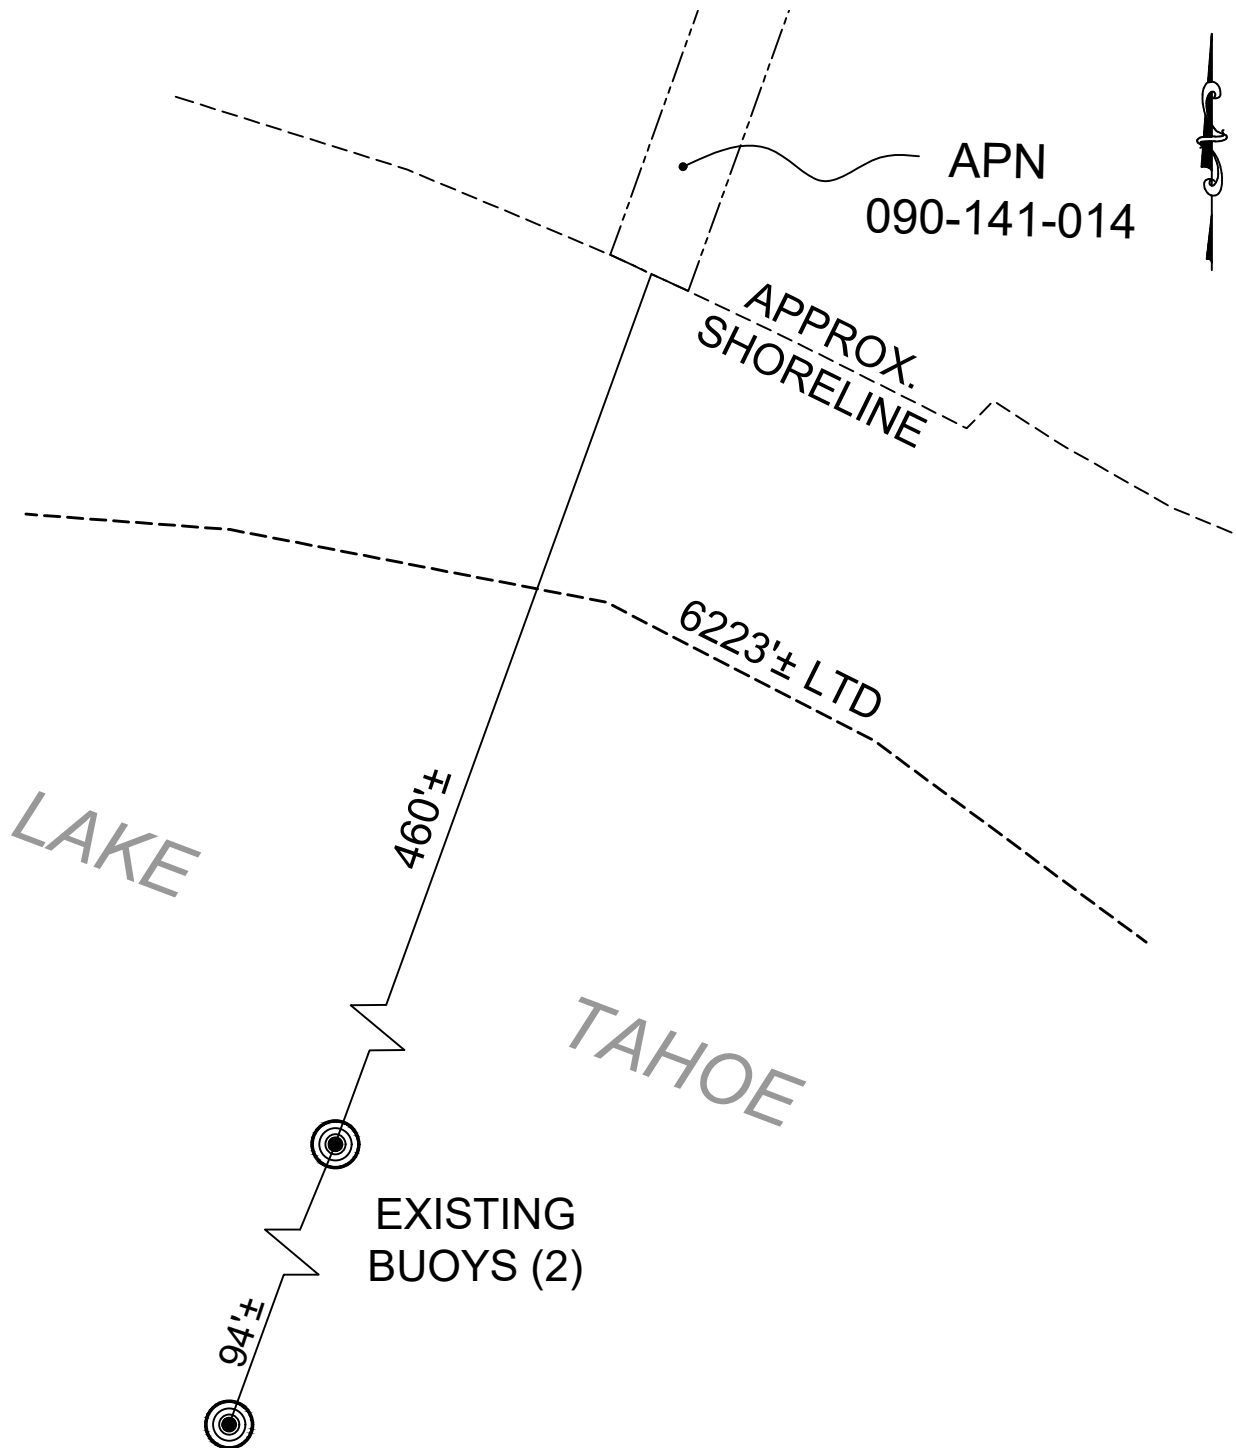 APN
090-141-014
APPROX.
SHORELINE
6223'± LTD
460'±
LAKE
TAHOE
EXISTING
BUOYS (2)
94'±